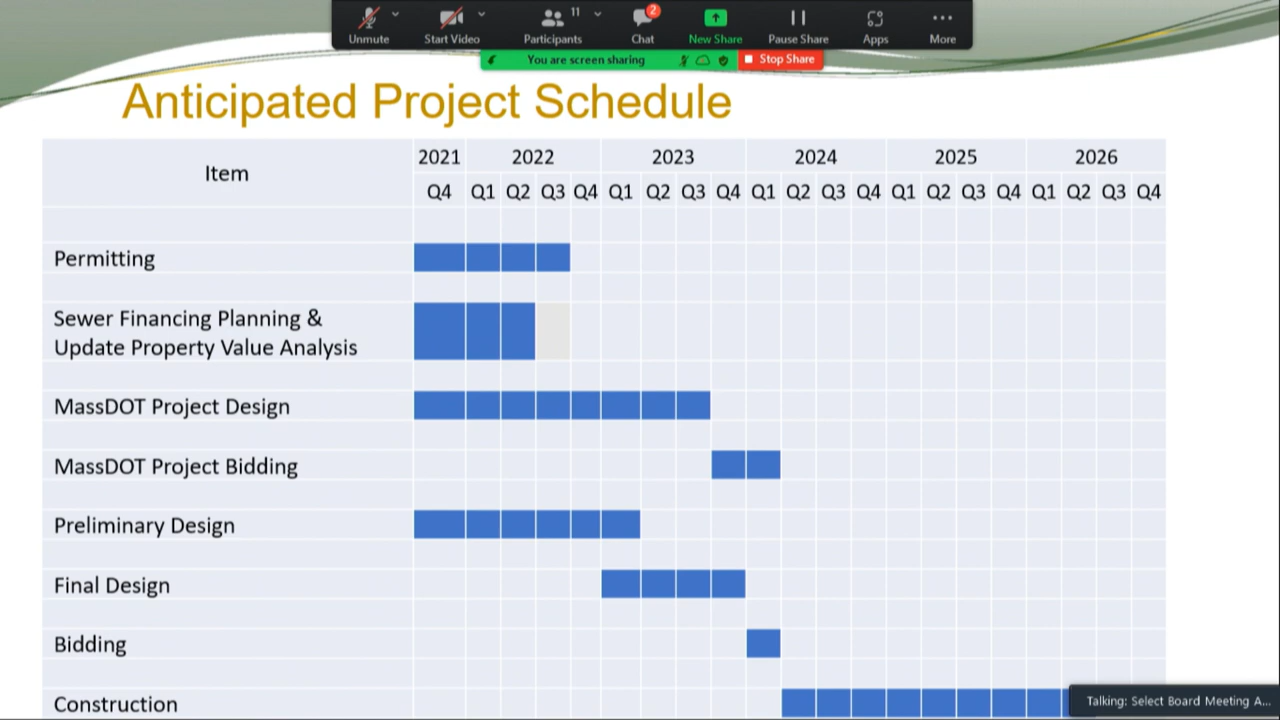 Unmute
Start Video
11
Participants
2
Chat
New Share
Pause Share
Apps
More
You are screen sharing
Stop Share
Anticipated Project Schedule
Item
2021 2022 2023 2024 2025 2026
Q4 Q1 Q2 Q3 Q4 Q1 Q2 Q3 Q4 Q1 Q2 Q3 Q4 Q1 Q2 Q3 Q4 Q1 Q2 Q3 Q4
Permitting
Sewer Financing Planning &
Update Property Value Analysis
MassDOT Project Design
MassDOT Project Bidding
Preliminary Design
Final Design
Bidding
Construction
Talking: Select Board Meeting A...